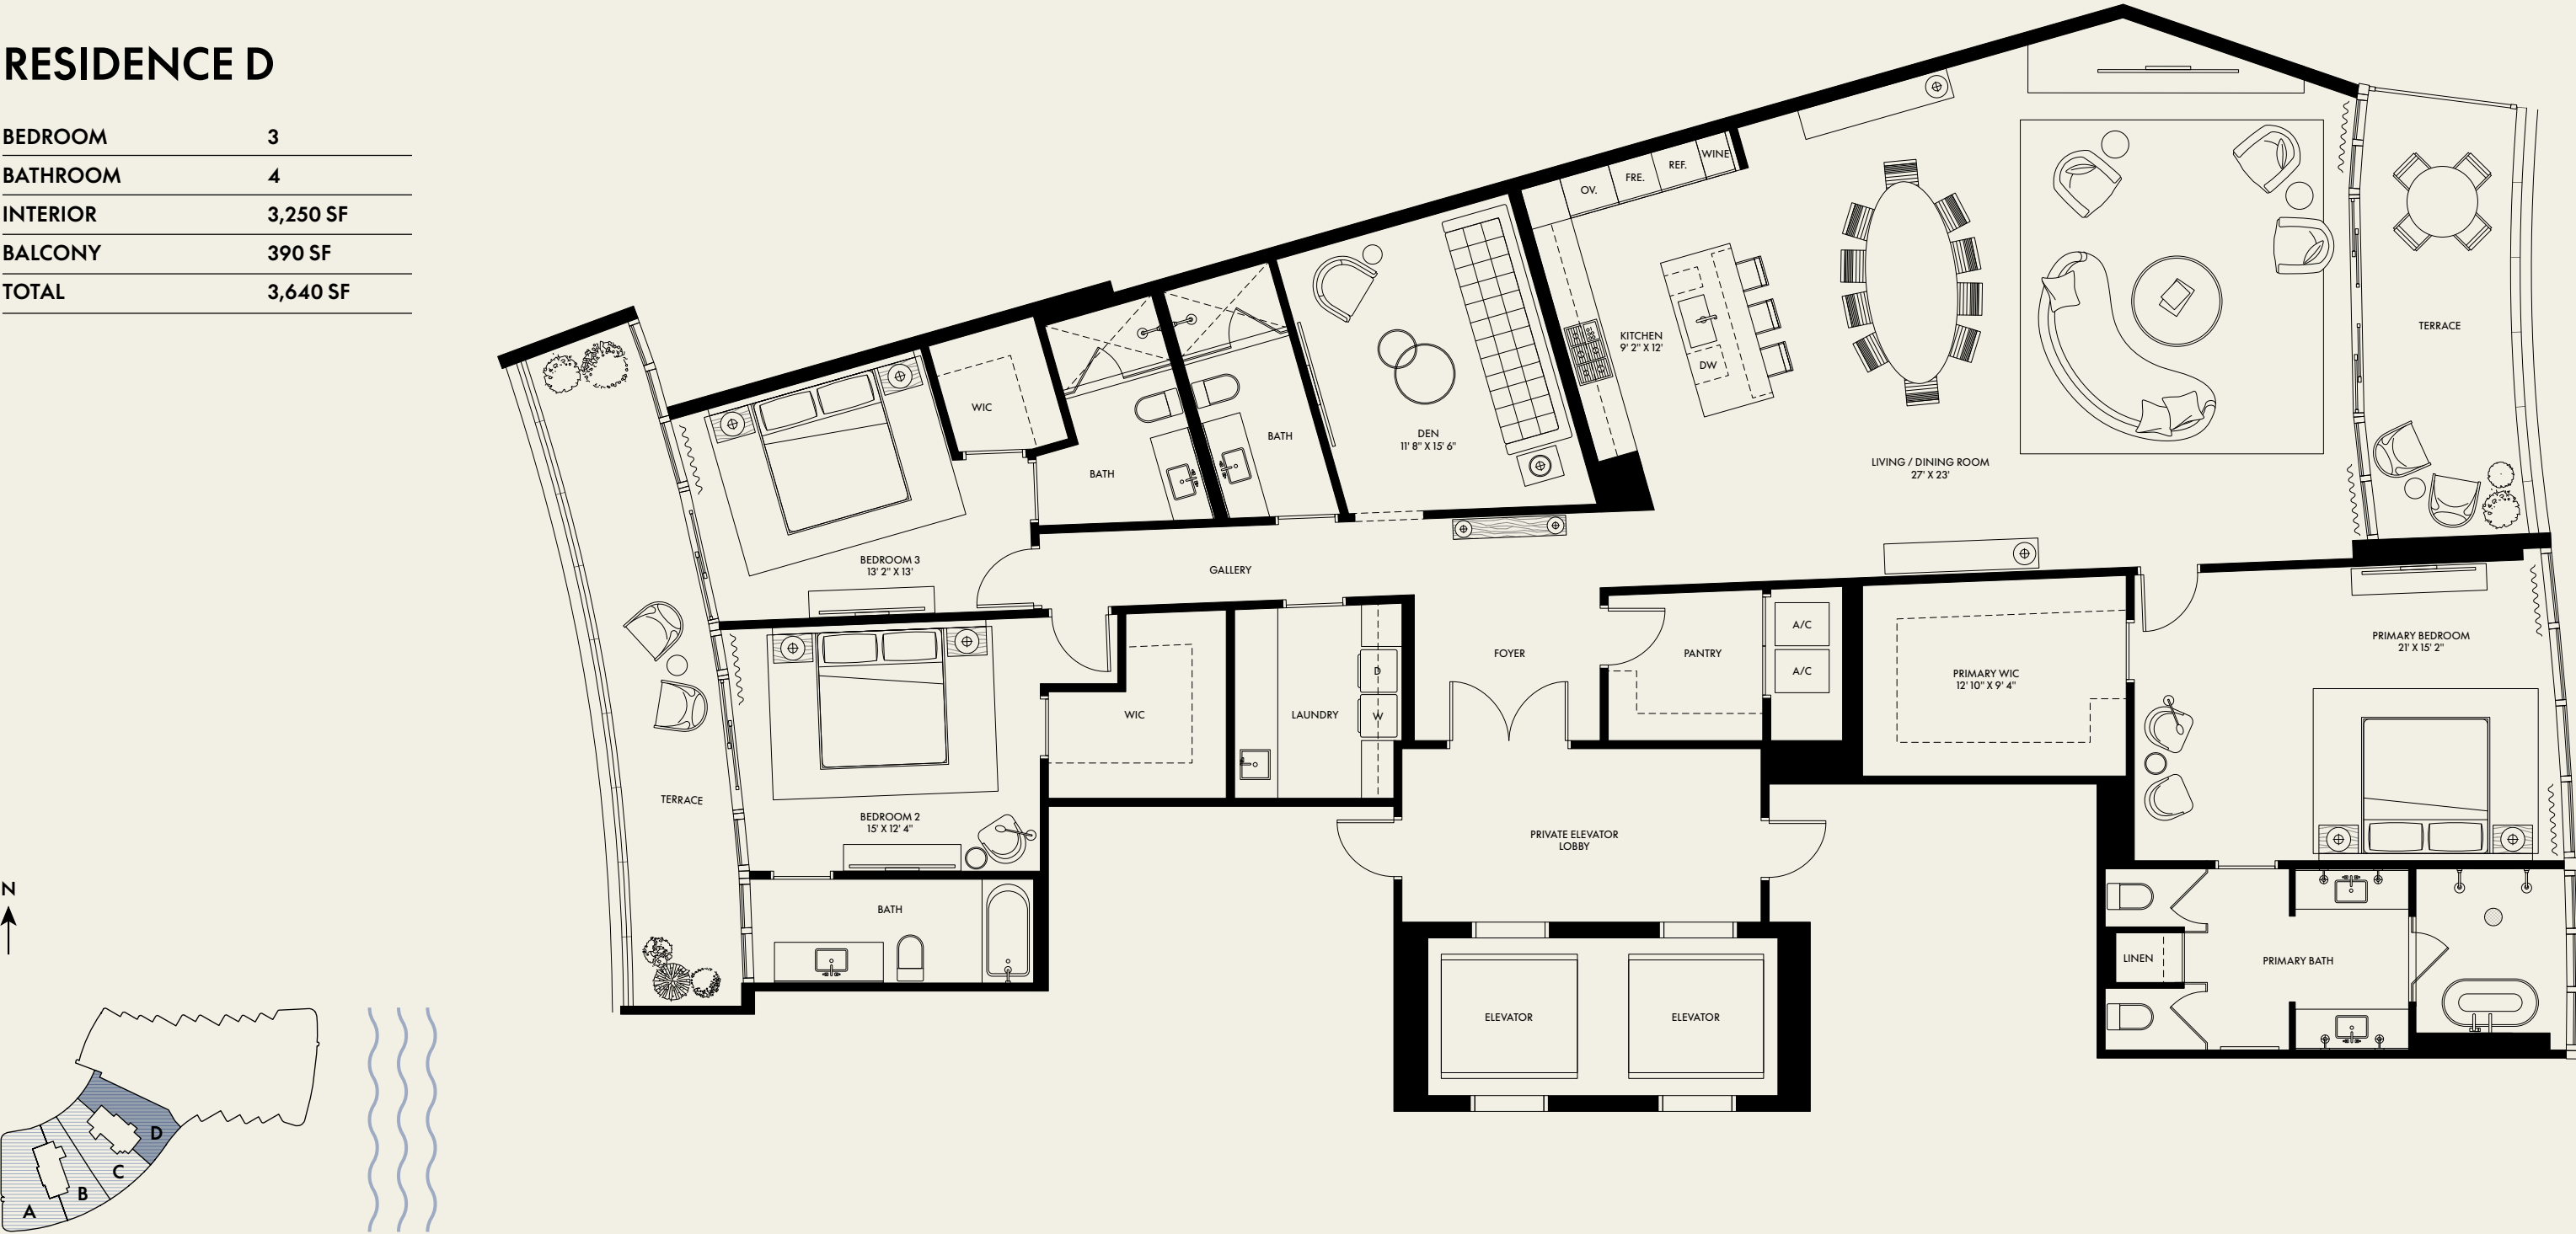 RESIDENCE D
BEDROOM 3
BATHROOM 4
INTERIOR 3,250 SF
BALCONY 390 SF
TOTAL 3,640 SF
OV.
FRE.
REF.
WINE
KITCHEN
9' 2" X 12'
DW
TERRACE
WIC
BATH
BATH
DEN
11' 8" X 15' 6"
LIVING / DINING ROOM
27' X 23'
BEDROOM 3
13' 2" X 13'
GALLERY
FOYER
PANTRY
A/C
A/C
PRIMARY WIC
12' 10" X 9' 4"
PRIMARY BEDROOM
21' X 15' 2"
WIC
LAUNDRY
D
W
TERRACE
BEDROOM 2
15' X 12' 4"
PRIVATE ELEVATOR
LOBBY
BATH
LINEN
PRIMARY BATH
ELEVATOR
ELEVATOR
N
D
C
B
A